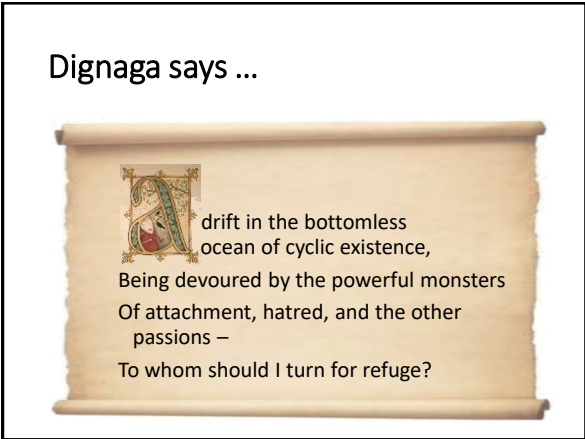 Dignaga says …
Adrift in the bottomless
ocean of cyclic existence,
Being devoured by the powerful monsters
Of attachment, hatred, and the other
passions –
To whom should I turn for refuge?